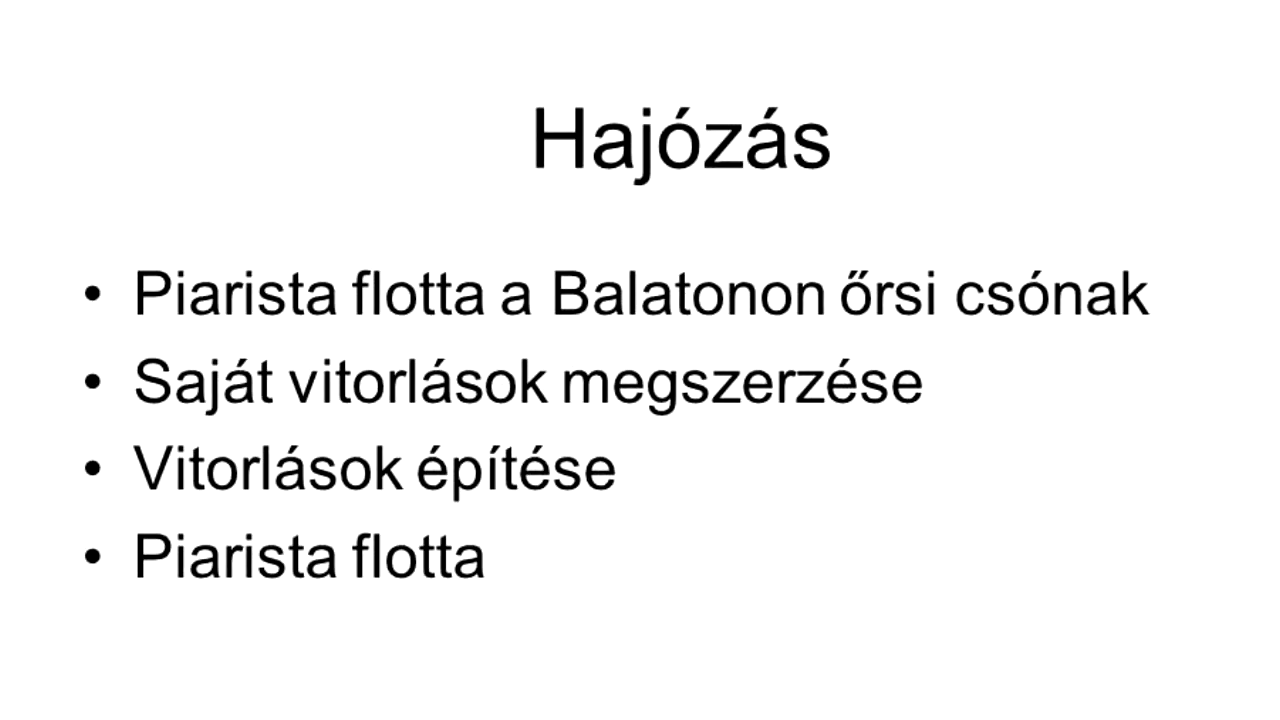 Hajózás
• Piarista flotta a Balatonon őrsi csónak
• Saját vitorlások megszerzése
• Vitorlások építése
• Piarista flotta